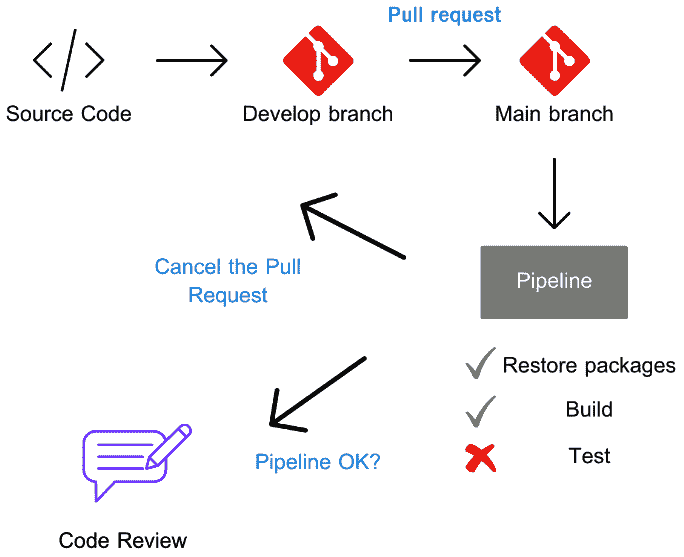 Pull request
Source Code
Develop branch
Main branch
Cancel the Pull
Request
Pipeline
Restore packages
Build
Test
Pipeline OK?
Code Review